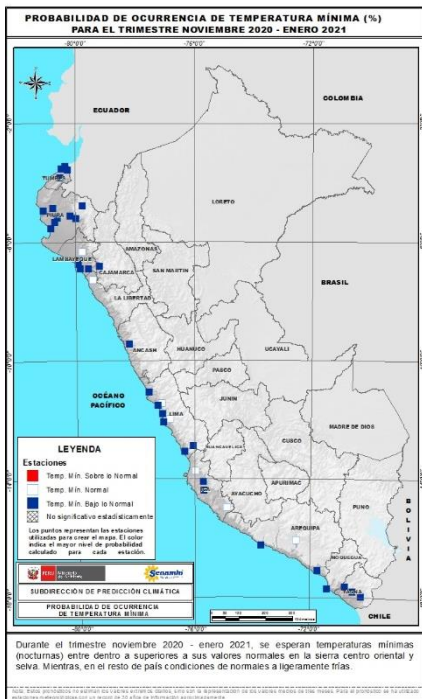 PROBABILIDAD DE OCURRENCIA DE TEMPERATURA MÍNIMA (%)
PARA EL TRIMESTRE NOVIEMBRE 2020 - ENERO 2021
ECUADOR
COLOMBIA
TUMBES
PIURA
LORETO
AMAZONAS
LAMBAYEQUE
CAJAMARCA
SAN MARTIN
BRASIL
LA LIBERTAD
ANCASH
HUANUCO
UCAYALI
PASCO
OCÉANO
PACÍFICO
JUNÍN
LIMA
CUSCO
MADRE DE DIOS
HUANCAVELICA
APURIMAC
AYACUCHO
PUNO
AREQUIPA
MOQUEGUA
TACNA
BOLIVIA
CHILE
LEYENDA
Estaciones
Temp. Mín. Sobre lo Normal
Temp. Mín. Normal
Temp. Mín. Bajo lo Normal
No significativo estadísticamente
Los puntos representan las estaciones
utilizadas para crear el mapa. El color
indica el mayor nivel de probabilidad
calculado para cada estación.
PERÚ
Senamhi
SUBDIRECCIÓN DE PREDICCIÓN CLIMÁTICA
PROBABILIDAD DE OCURRENCIA
DE TEMPERATURA MÍNIMA
Durante el trimestre noviembre 2020 - enero 2021, se esperan temperaturas mínimas
(nocturnas) entre dentro a superiores a sus valores normales en la sierra centro oriental y
selva. Mientras, en el resto de país condiciones de normales a ligeramente frías.